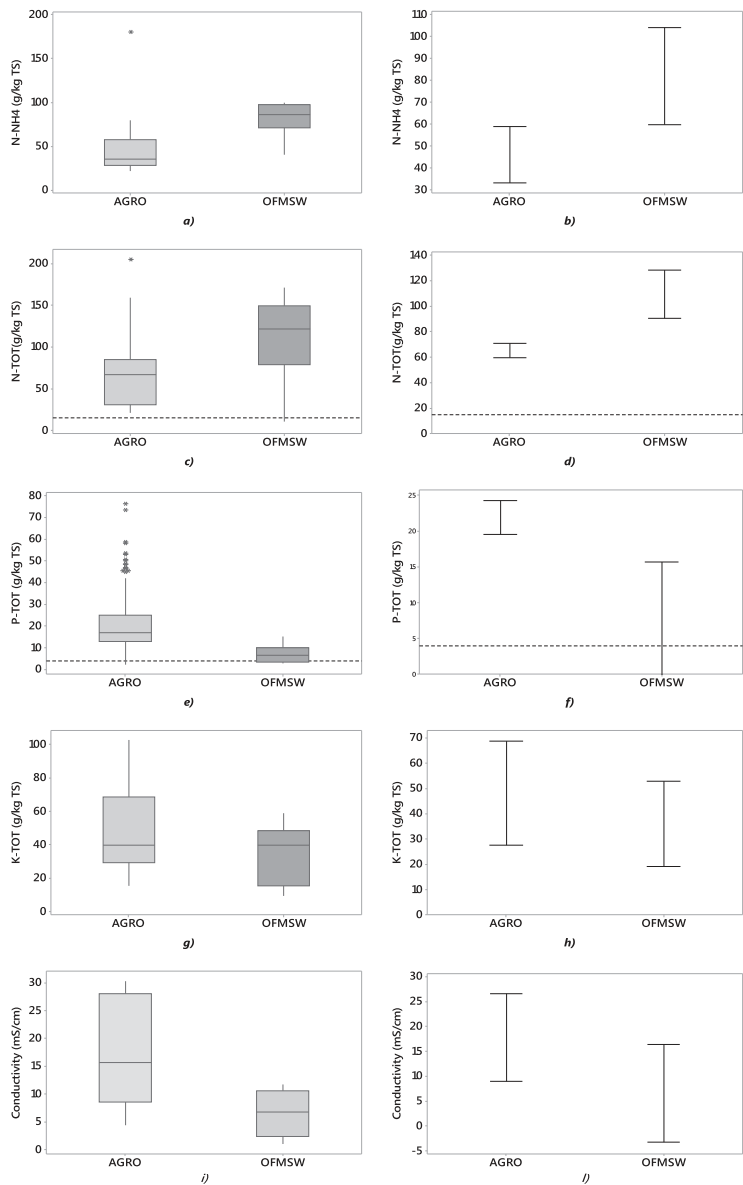 200
150
100
50
0
N-NH4 (g/kg TS)
AGRO OFMSW
a)
110
100
90
80
70
60
50
40
30
N-NH4 (g/kg TS)
AGRO OFMSW
b)
200
150
100
50
0
N-TOT(g/kg TS)
AGRO OFMSW
c)
140
120
100
80
60
40
20
0
N-TOT(g/kg TS)
AGRO OFMSW
d)
80
70
60
50
40
30
20
10
0
P-TOT (g/kg TS)
AGRO OFMSW
e)
25
20
15
10
5
0
P-TOT (g/kg TS)
AGRO OFMSW
f)
100
80
60
40
20
0
K-TOT (g/kg TS)
AGRO OFMSW
g)
70
60
50
40
30
20
10
0
K-TOT (g/kg TS)
AGRO OFMSW
h)
30
25
20
15
10
5
0
Conductivity (mS/cm)
AGRO OFMSW
i)
30
25
20
15
10
5
0
-5
Conductivity (mS/cm)
AGRO OFMSW
l)